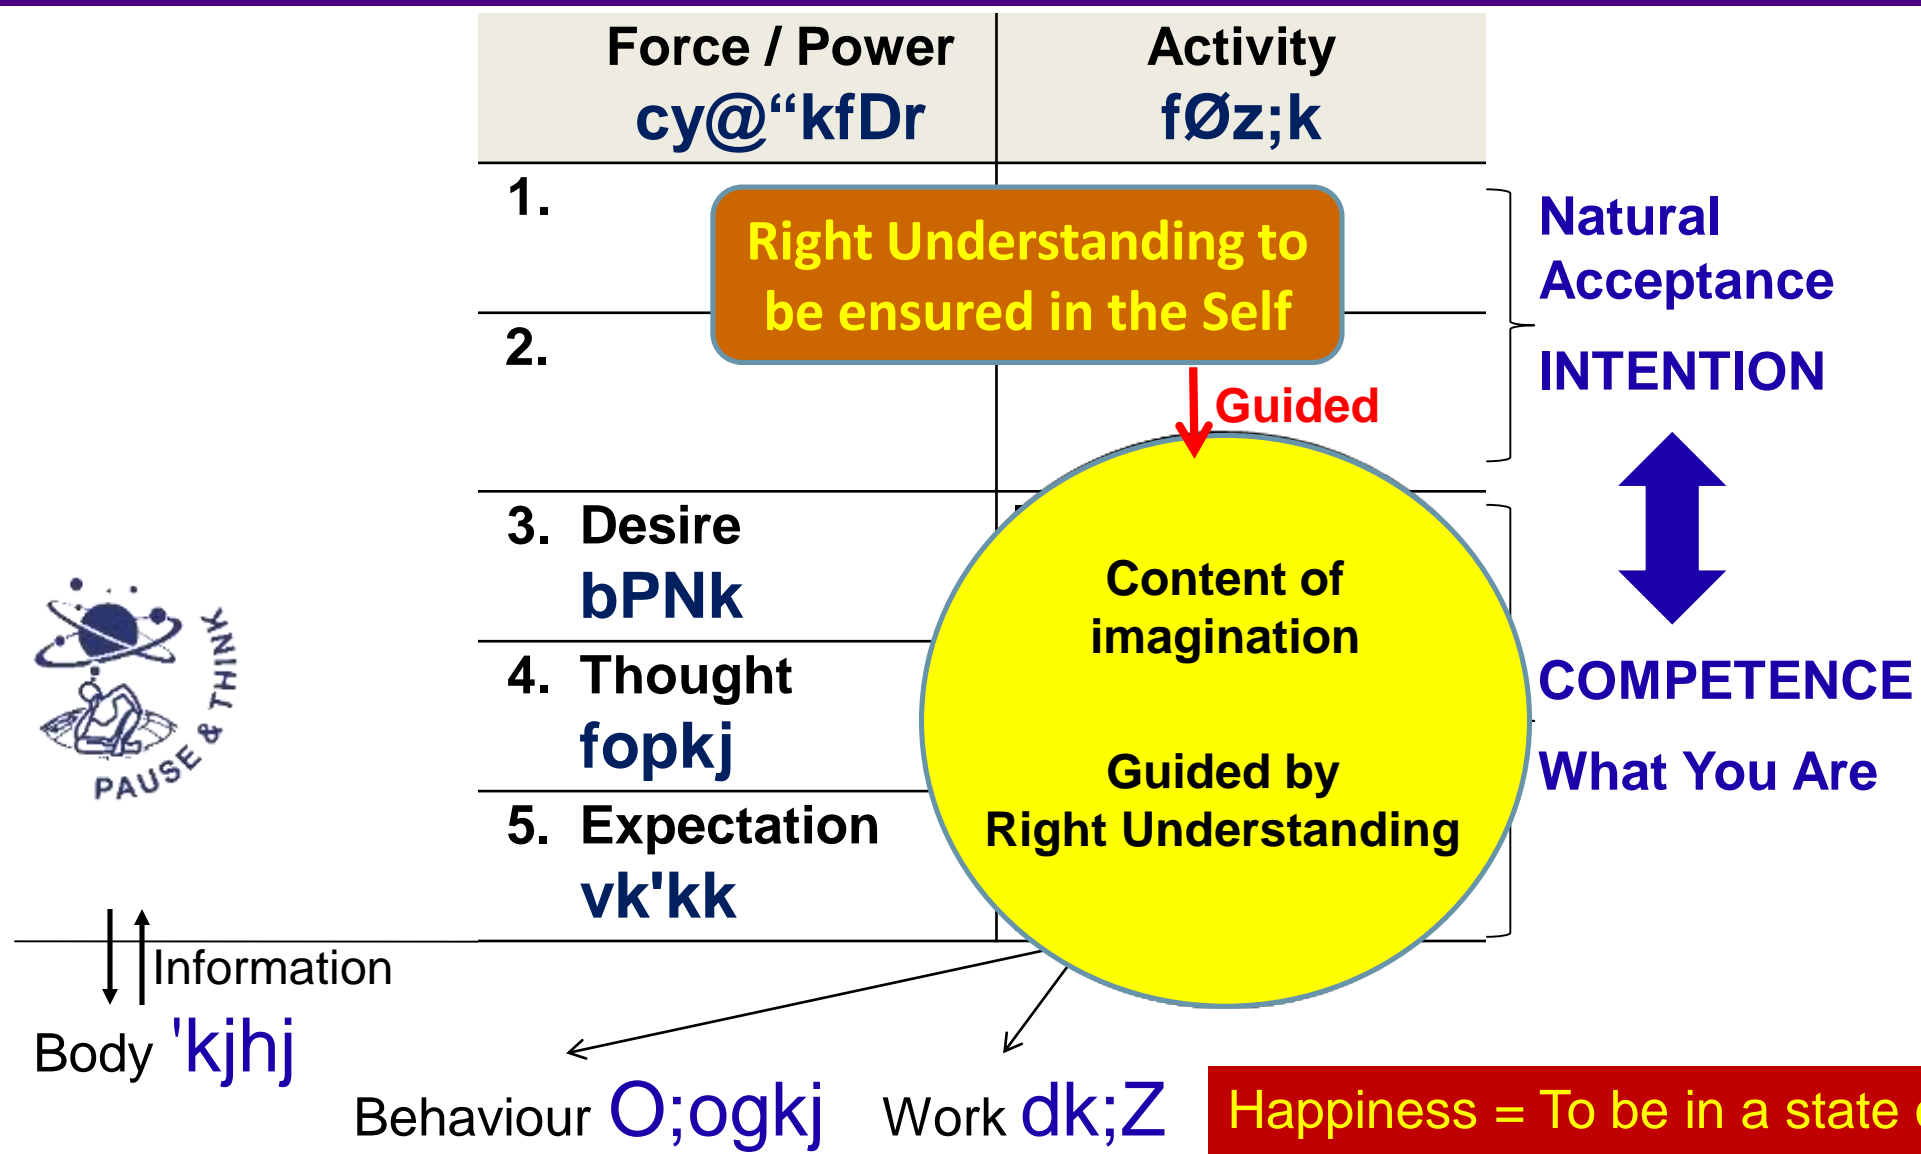 Force / Power
Activity
cy@“kfDr
fØz;k
1.
Right Understanding to
be ensured in the Self
Natural
Acceptance
2.
INTENTION
Guided
3. Desire
bPNk
Content of
imagination
4. Thought
fopkj
COMPETENCE
Guided by
Right Understanding
What You Are
5. Expectation
vk'kk
PAUSE & THINK
Information
Body 'kjhj
Behaviour O;ogkj
Work dk;Z
Happiness = To be in a state